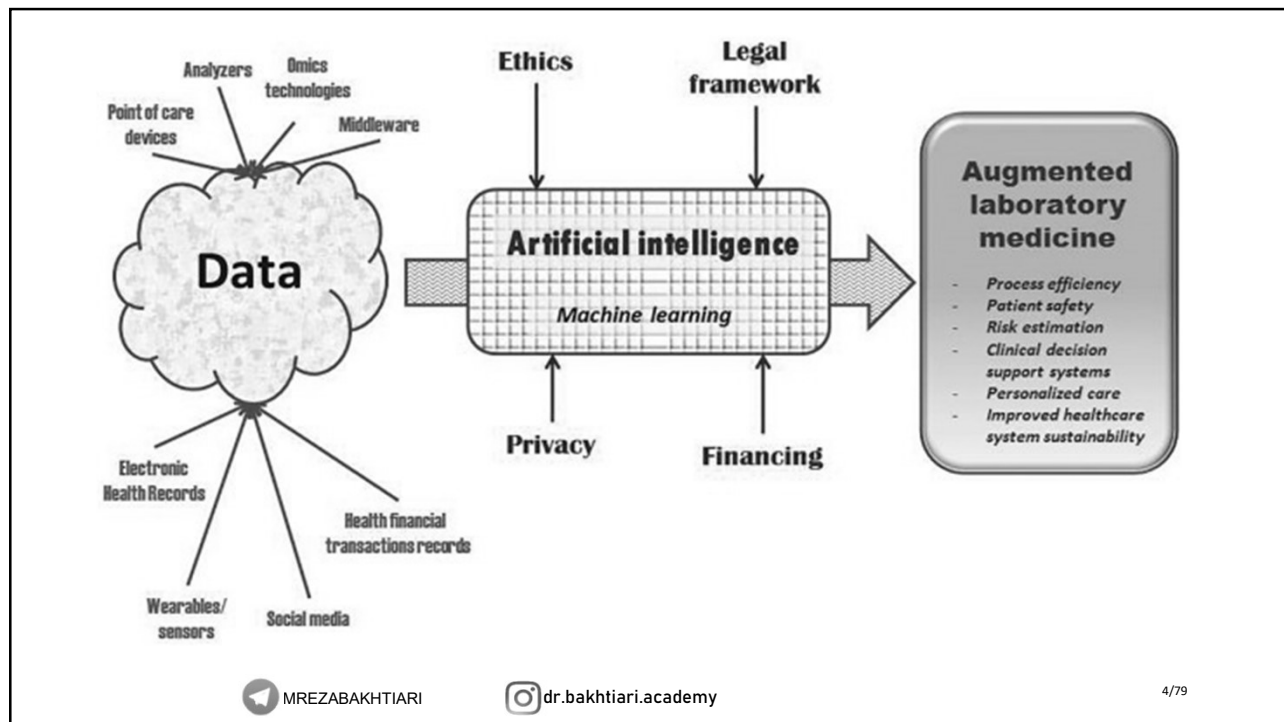 Analyzers
Omics
technologies
Point of care
devices
Middleware
Data
Electronic
Health Records
Health financial
transactions records
Wearables/
sensors
Social media
Ethics
Legal
framework
Artificial intelligence
Machine learning
Privacy
Financing
Augmented
laboratory
medicine
- Process efficiency
- Patient safety
- Risk estimation
- Clinical decision
support systems
- Personalized care
- Improved healthcare
system sustainability
MREZABAKHTIARI
dr.bakhtiari.academy
4/79